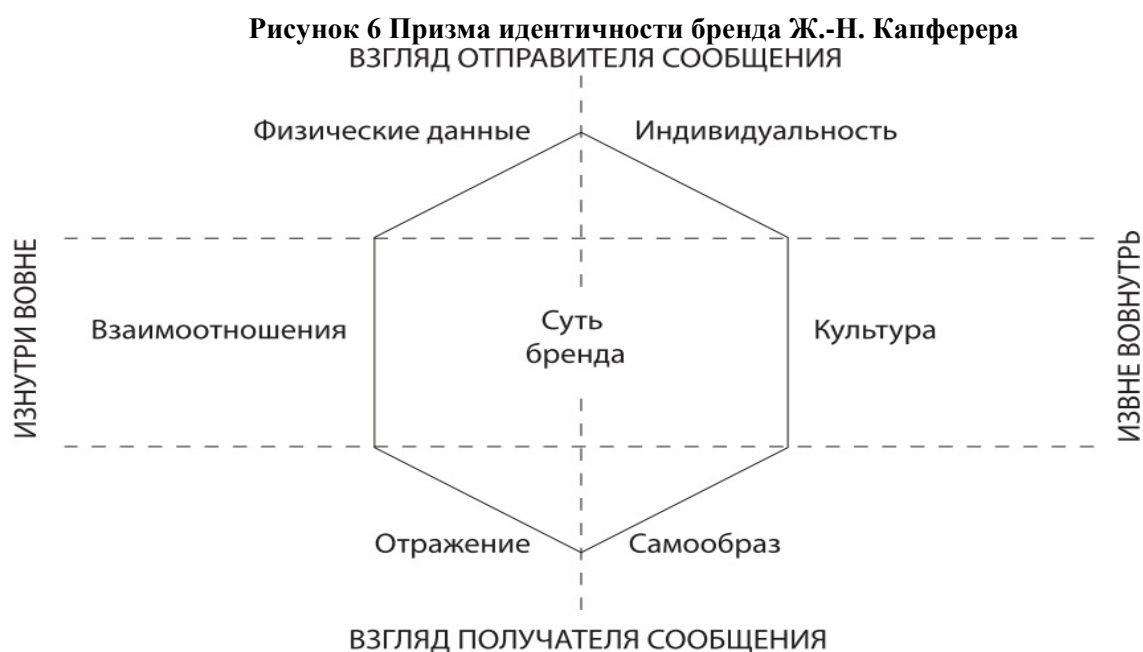 Рисунок 6 Призма идентичности бренда Ж.-Н. Капферера
ВЗГЛЯД ОТПРАВИТЕЛЯ СООБЩЕНИЯ
Физические данные
Индивидуальность
ИЗНУТРИ ВОВНЕ
Взаимоотношения
Суть
бренда
Культура
ИЗВНЕ ВОВНУТРЬ
Отражение
Самообраз
ВЗГЛЯД ПОЛУЧАТЕЛЯ СООБЩЕНИЯ